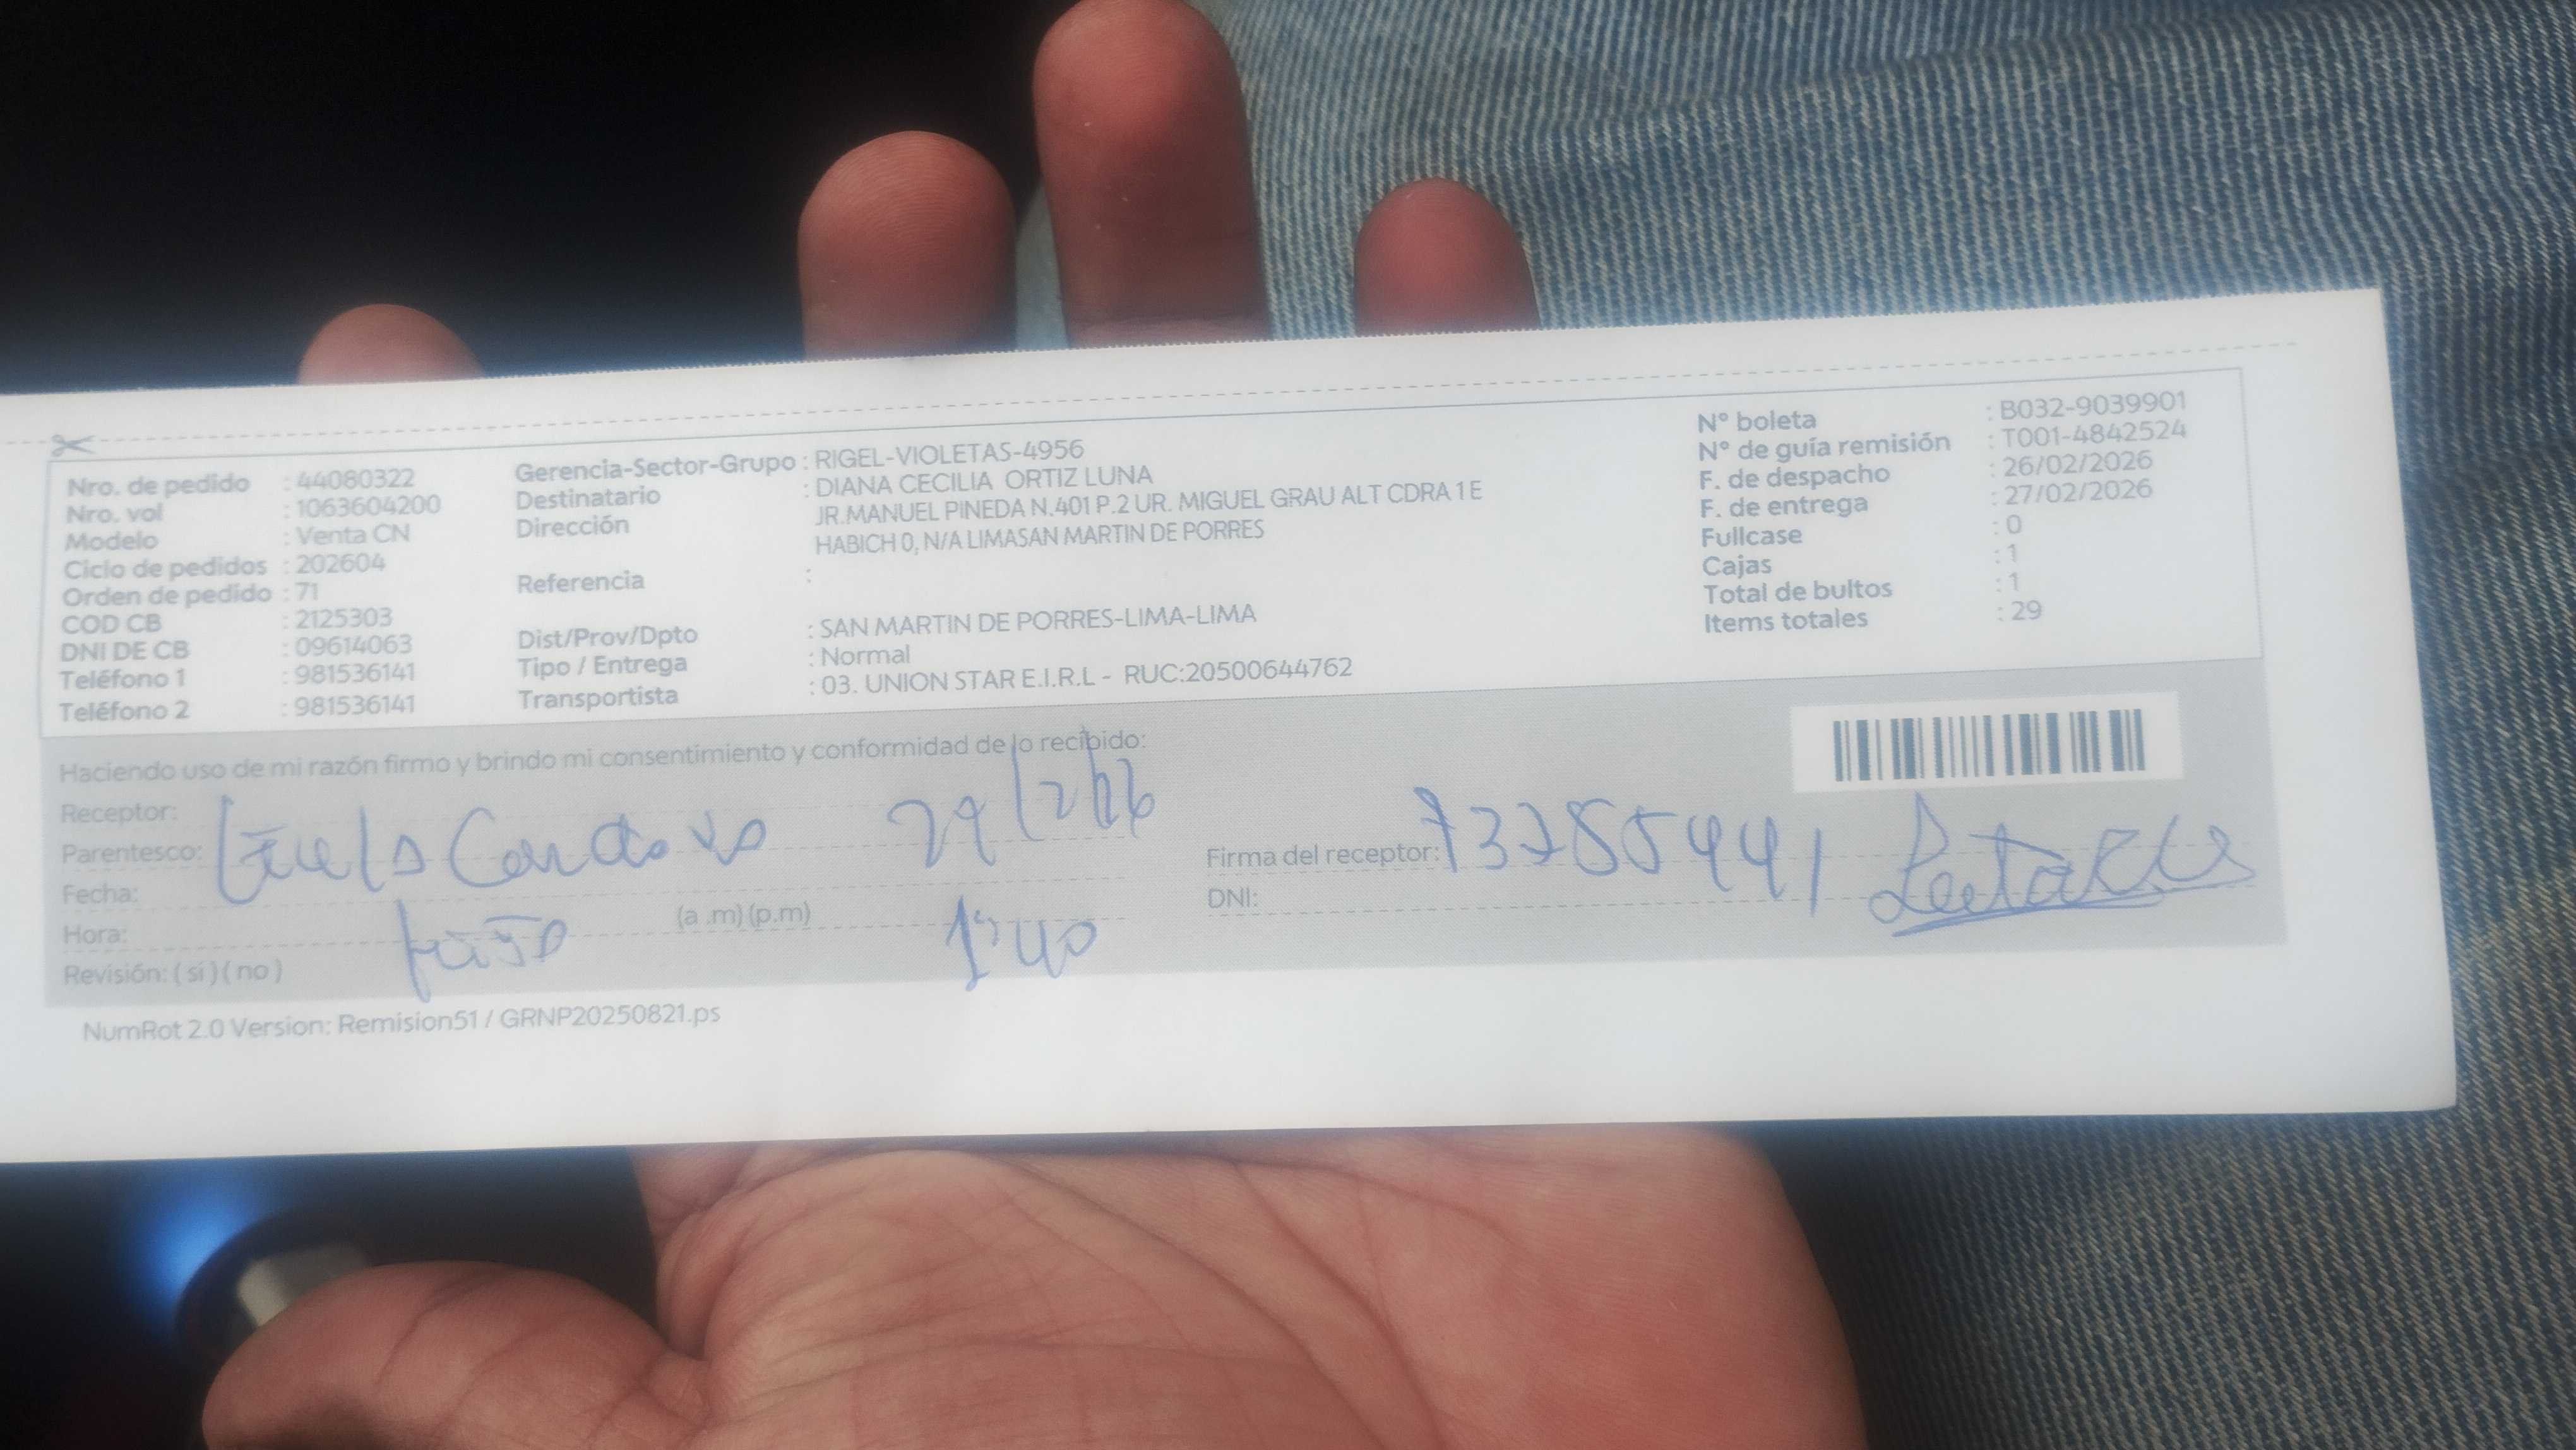 Nro. de pedido : 44080322
Nro. vol : 1063604200
Modelo : Venta CN
Ciclo de pedidos : 202604
Orden de pedido : 71
COD CB : 2125303
DNI DE CB : 09614063
Teléfono 1 : 981536141
Teléfono 2 : 981536141
Gerencia-Sector-Grupo : RIGEL-VIOLETAS-4956
Destinatario : DIANA CECILIA ORTIZ LUNA
Dirección JR.MANUEL PINEDA N.401 P.2 UR. MIGUEL GRAU ALT CDRA 1 E
HABICH 0, N/A LIMASAN MARTIN DE PORRES
Referencia :
Dist/Prov/Dpto : SAN MARTIN DE PORRES-LIMA-LIMA
Tipo / Entrega : Normal
Transportista : 03. UNION STAR E.I.R.L - RUC:20500644762
Nº boleta : B032-9039901
Nº de guía remisión : T001-4842524
F. de despacho : 26/02/2026
F. de entrega : 27/02/2026
Fullcase : 0
Cajas : 1
Total de bultos : 1
Items totales : 29
Haciendo uso de mi razón firmo y brindo mi consentimiento y conformidad de lo recibido:
Receptor:
Parentesco:
Fecha:
Hora: (a .m) (p.m)
Revisión: ( si ) ( no )
Firma del receptor:
DNI:
NumRot 2.0 Version: Remision51 / GRNP20250821.ps